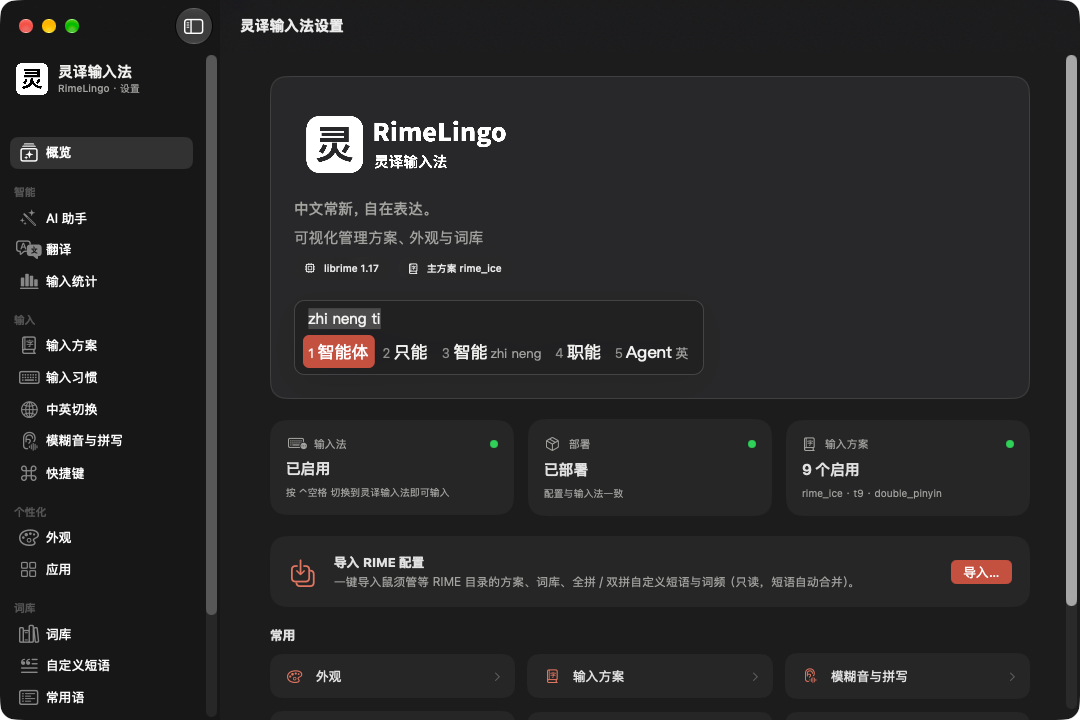 灵译输入法设置
灵
灵译输入法
RimeLingo · 设置
概览
智能
AI 助手
翻译
输入统计
输入
输入方案
输入习惯
中英切换
模糊音与拼写
快捷键
个性化
外观
应用
词库
词库
自定义短语
常用语
灵
RimeLingo
灵译输入法
中文常新，自在表达。
可视化管理方案、外观与词库
librime 1.17 主方案 rime_ice
zhi neng ti
1 智能体 2 只能 3 智能 zhi neng 4 职能 5 Agent 英
输入法
已启用
按 ^空格 切换到灵译输入法即可输入
部署
已部署
配置与输入法一致
输入方案
9 个启用
rime_ice · t9 · double_pinyin
导入 RIME 配置
一键导入鼠须管等 RIME 目录的方案、词库、全拼 / 双拼自定义短语与词频（只读，短语自动合并）。
导入...
常用
外观
输入方案
模糊音与拼写